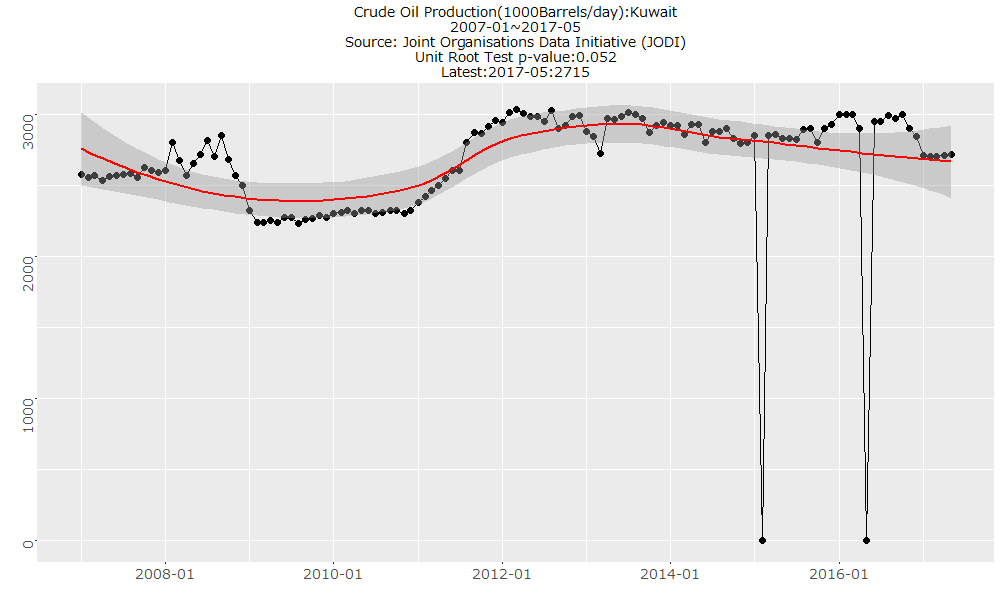 Crude Oil Production(1000Barrels/day):Kuwait
2007-01~2017-05
Source: Joint Organisations Data Initiative (JODI)
Unit Root Test p-value:0.052
Latest:2017-05:2715
3000
2000
1000
0
2008-01 2010-01 2012-01 2014-01 2016-01